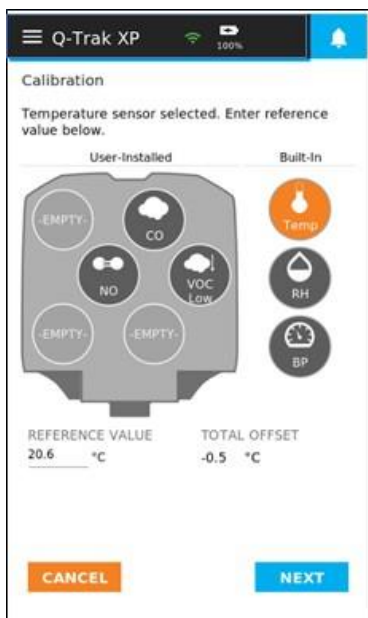 Q-Trak XP
100%
Calibration
Temperature sensor selected. Enter reference
value below.
User-Installed Built-In
-EMPTY- CO Temp
NO VOC
Low RH
-EMPTY- -EMPTY- BP
REFERENCE VALUE TOTAL OFFSET
20.6 °C -0.5 °C
CANCEL NEXT